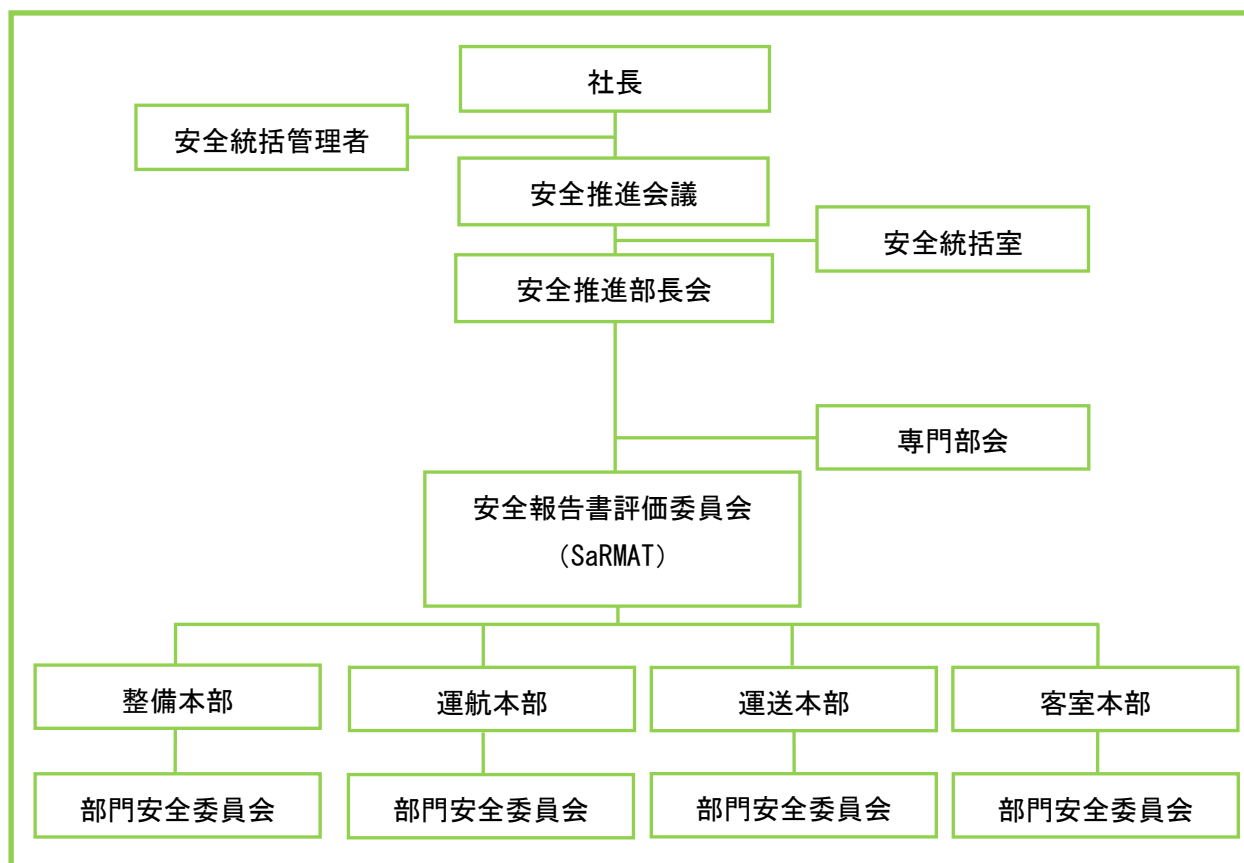 社長
安全統括管理者
安全推進会議
安全統括室
安全推進部長会
専門部会
安全報告書評価委員会
（SaRMAT）
整備本部
運航本部
運送本部
客室本部
部門安全委員会
部門安全委員会
部門安全委員会
部門安全委員会